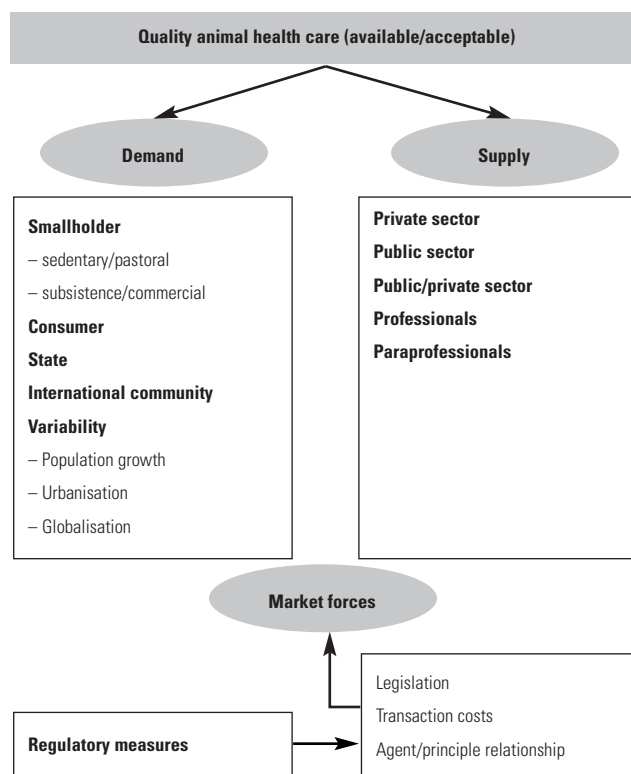 Quality animal health care (available/acceptable)
Demand
Supply
Smallholder
– sedentary/pastoral
– subsistence/commercial
Consumer
State
International community
Variability
– Population growth
– Urbanisation
– Globalisation
Private sector
Public sector
Public/private sector
Professionals
Paraprofessionals
Market forces
Regulatory measures
Legislation
Transaction costs
Agent/principle relationship